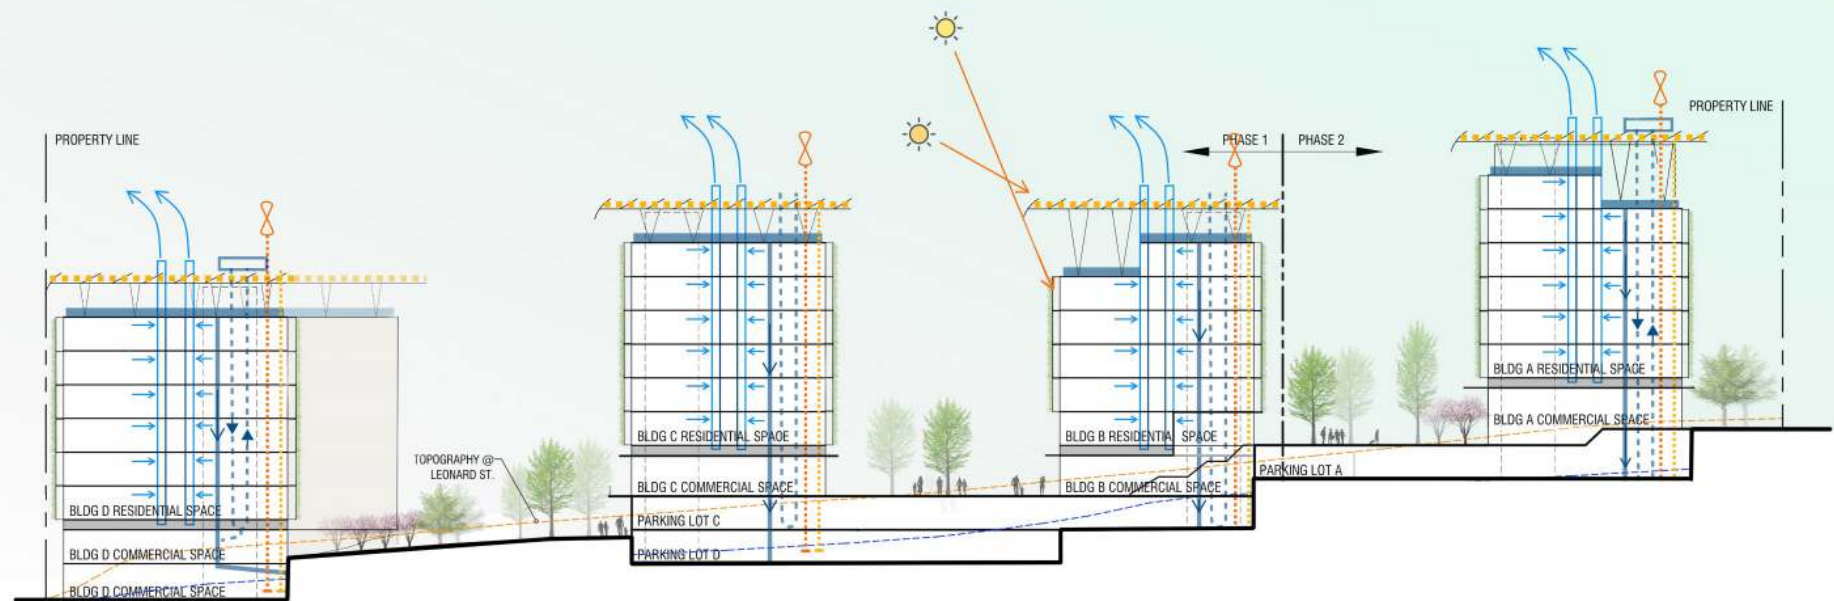 PROPERTY LINE
PHASE 1
PHASE 2
PROPERTY LINE
BLDG A RESIDENTIAL SPACE
BLDG A COMMERCIAL SPACE
BLDG C RESIDENTIAL SPACE
BLDG B RESIDENTIAL SPACE
TOPOGRAPHY @
LEONARD ST.
PARKING LOT A
BLDG C COMMERCIAL SPACE
BLDG B COMMERCIAL SPACE
BLDG D RESIDENTIAL SPACE
PARKING LOT C
BLDG D COMMERCIAL SPACE
PARKING LOT D
BLDG D COMMERCIAL SPACE